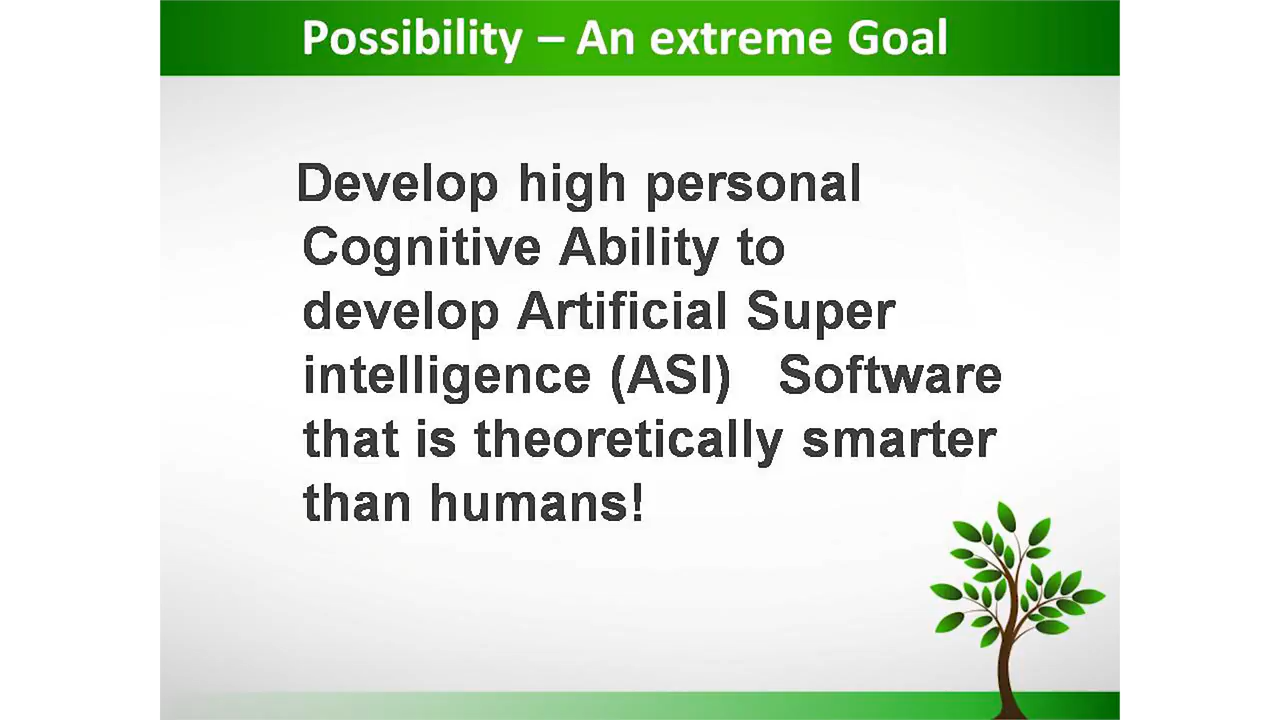 Possibility – An extreme Goal
Develop high personal
Cognitive Ability to
develop Artificial Super
intelligence (ASI)   Software
that is theoretically smarter
than humans!